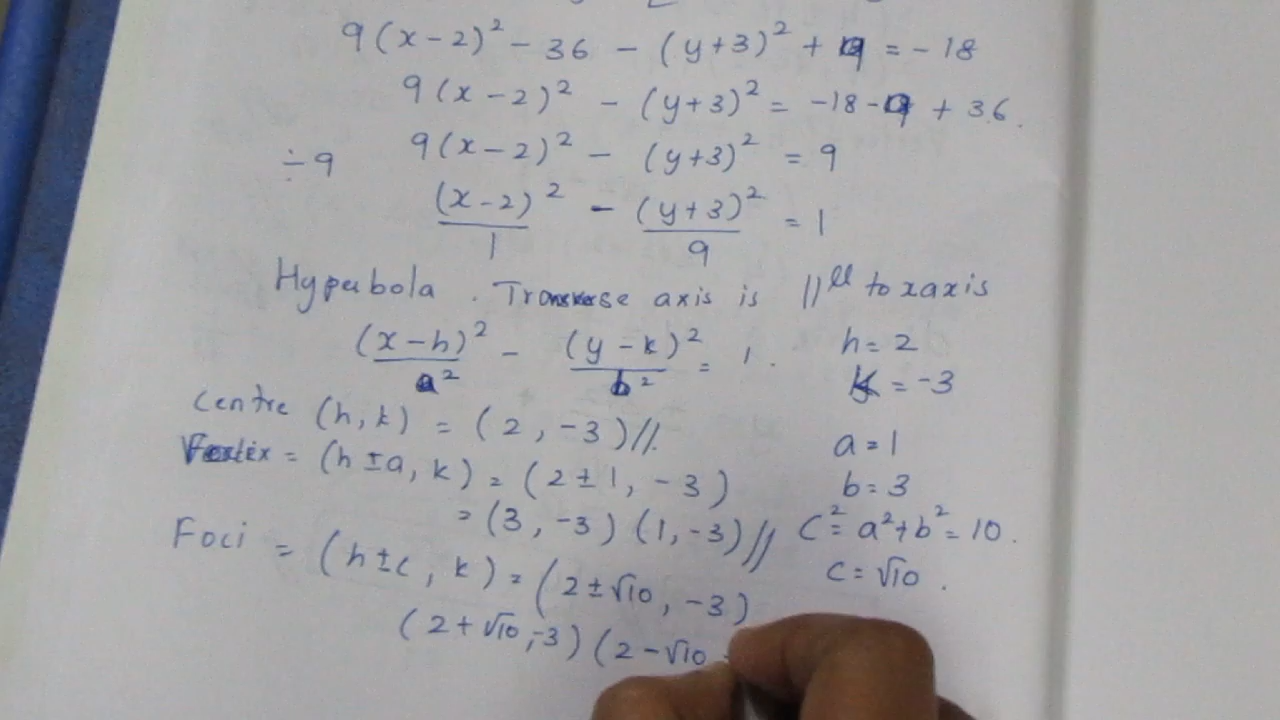 9(x-2)² - 36 - (y+3)² + 9 = - 18
9(x-2)² - (y+3)² = -18-9 + 36.
÷9 9(x-2)² - (y+3)² = 9
(x-2)²/1 - (y+3)²/9 = 1
Hyperbola. Transverse axis is ||ˡˡ to xaxis
(x-h)²/a² - (y-k)²/b² = 1. h = 2
k = -3
Centre (h,k) = (2, -3)//.
a = 1
Vertex = (h±a, k) = (2±1, -3)
b = 3
= (3, -3) (1, -3)// C² = a²+b² = 10.
Foci = (h±c, k) = (2±√10, -3)
c = √10.
(2+√10,-3) (2-√10